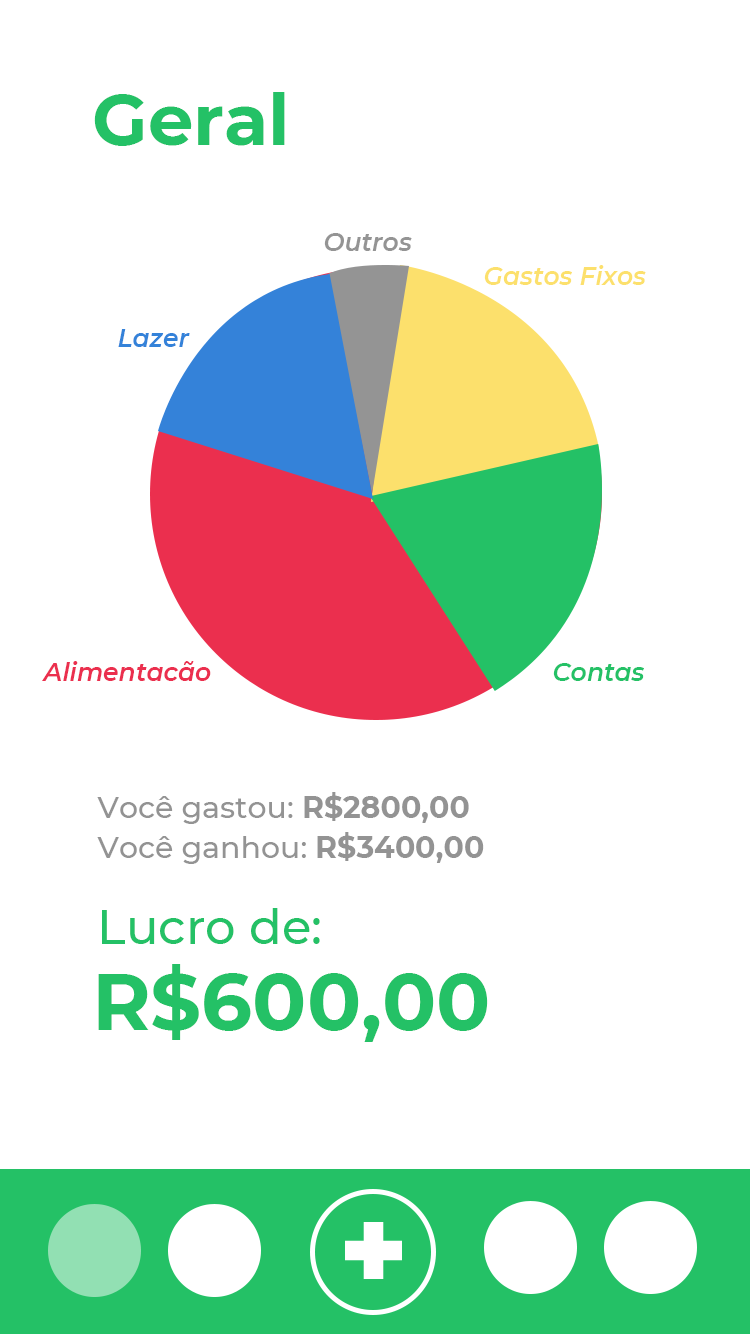 Geral
Outros
Gastos Fixos
Lazer
Alimentacão
Contas
Você gastou: R$2800,00
Você ganhou: R$3400,00
Lucro de:
R$600,00